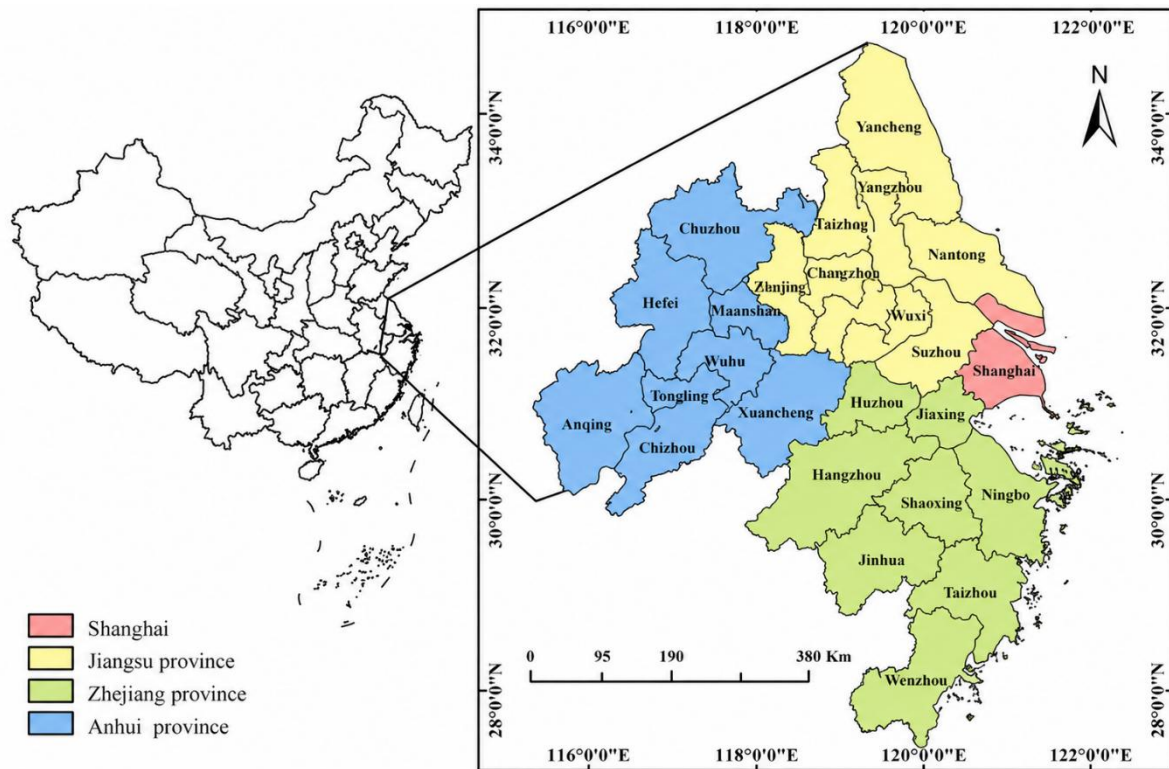 116°0'0"E 118°0'0"E 120°0'0"E 122°0'0"E
N
34°0'0"N
34°0'0"N
Yancheng
Yangzhou
Chuzhou
Taizhog
Nantong
Changzhou
Zhnjing
Hefei
Maanshan
32°0'0"N
32°0'0"N
Wuxi
Wuhu
Suzhou
Shanghai
Tongling
Huzhou
Xuancheng
Jiaxing
Anqing
Chizhou
Hangzhou
Ningbo
Shaoxing
30°0'0"N
30°0'0"N
Jinhua
Taizhou
Shanghai
Jiangsu province
Zhejiang province
Anhui province
0 95 190 380 Km
Wenzhou
28°0'0"N
28°0'0"N
116°0'0"E 118°0'0"E 120°0'0"E 122°0'0"E